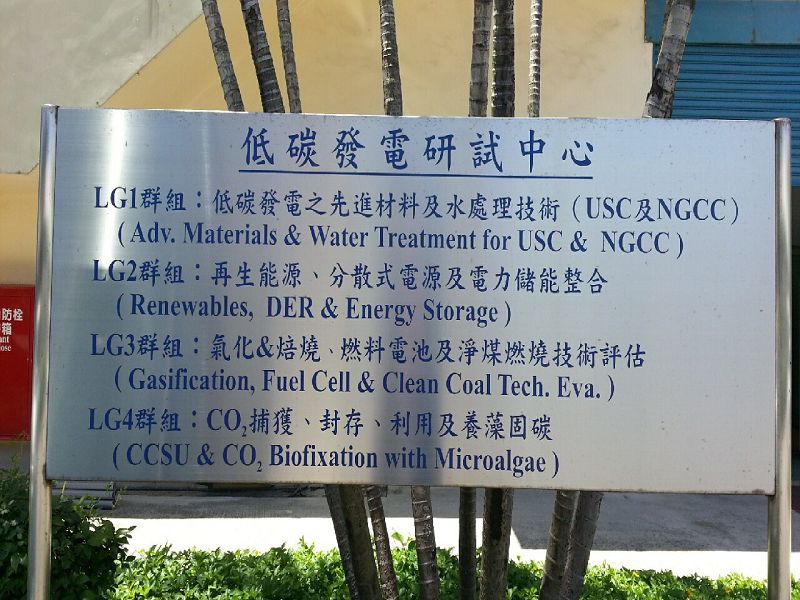 低碳發電研試中心
LG1群組：低碳發電之先進材料及水處理技術（USC及NGCC）
( Adv. Materials & Water Treatment for USC & NGCC )
LG2群組：再生能源、分散式電源及電力儲能整合
( Renewables, DER & Energy Storage )
LG3群組：氣化&焙燒、燃料電池及淨煤燃燒技術評估
( Gasification, Fuel Cell & Clean Coal Tech. Eva. )
LG4群組：CO₂捕獲、封存、利用及養藻固碳
( CCSU & CO₂ Biofixation with Microalgae )
防栓
箱